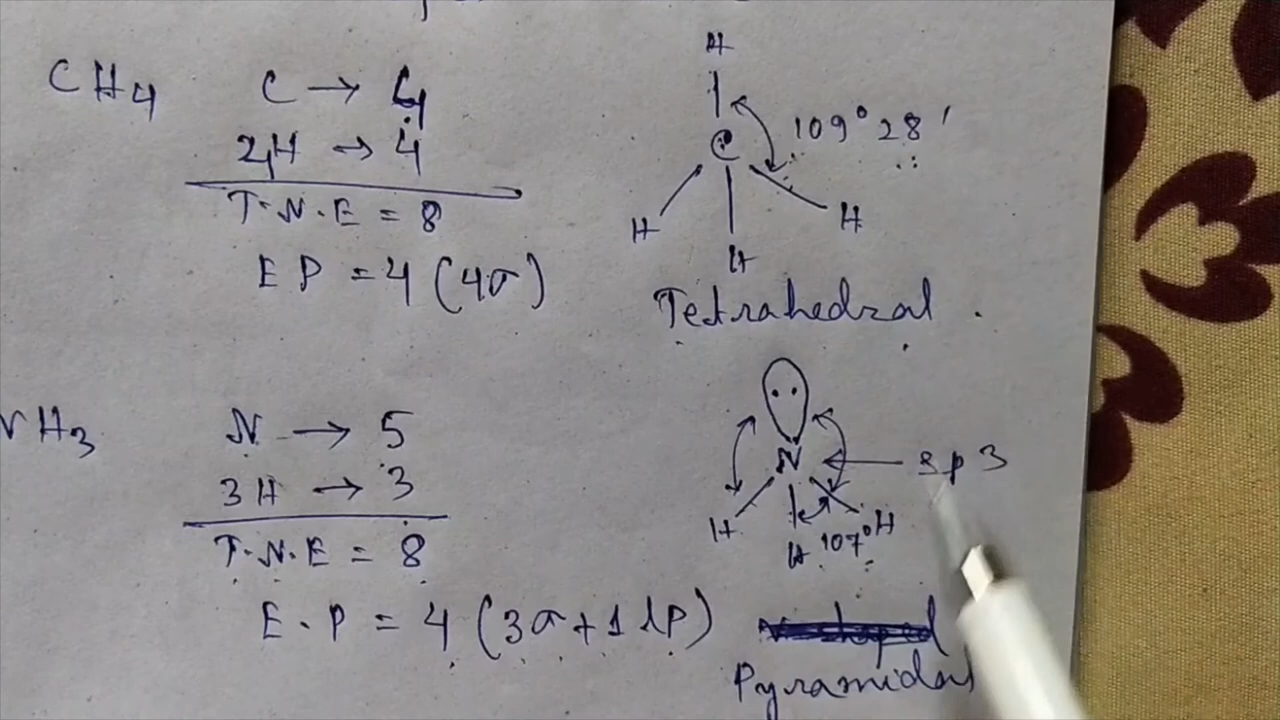 CH4
C → 4
4H → 4
T.N.E = 8
E P = 4 (4σ)
H
C
109° 28'
H
H
H
Tetrahedral .
NH3
N → 5
3H → 3
T.N.E = 8
E.P = 4 (3σ+1 lp)
N
sp3
H
H
107°
H
Pyramidal